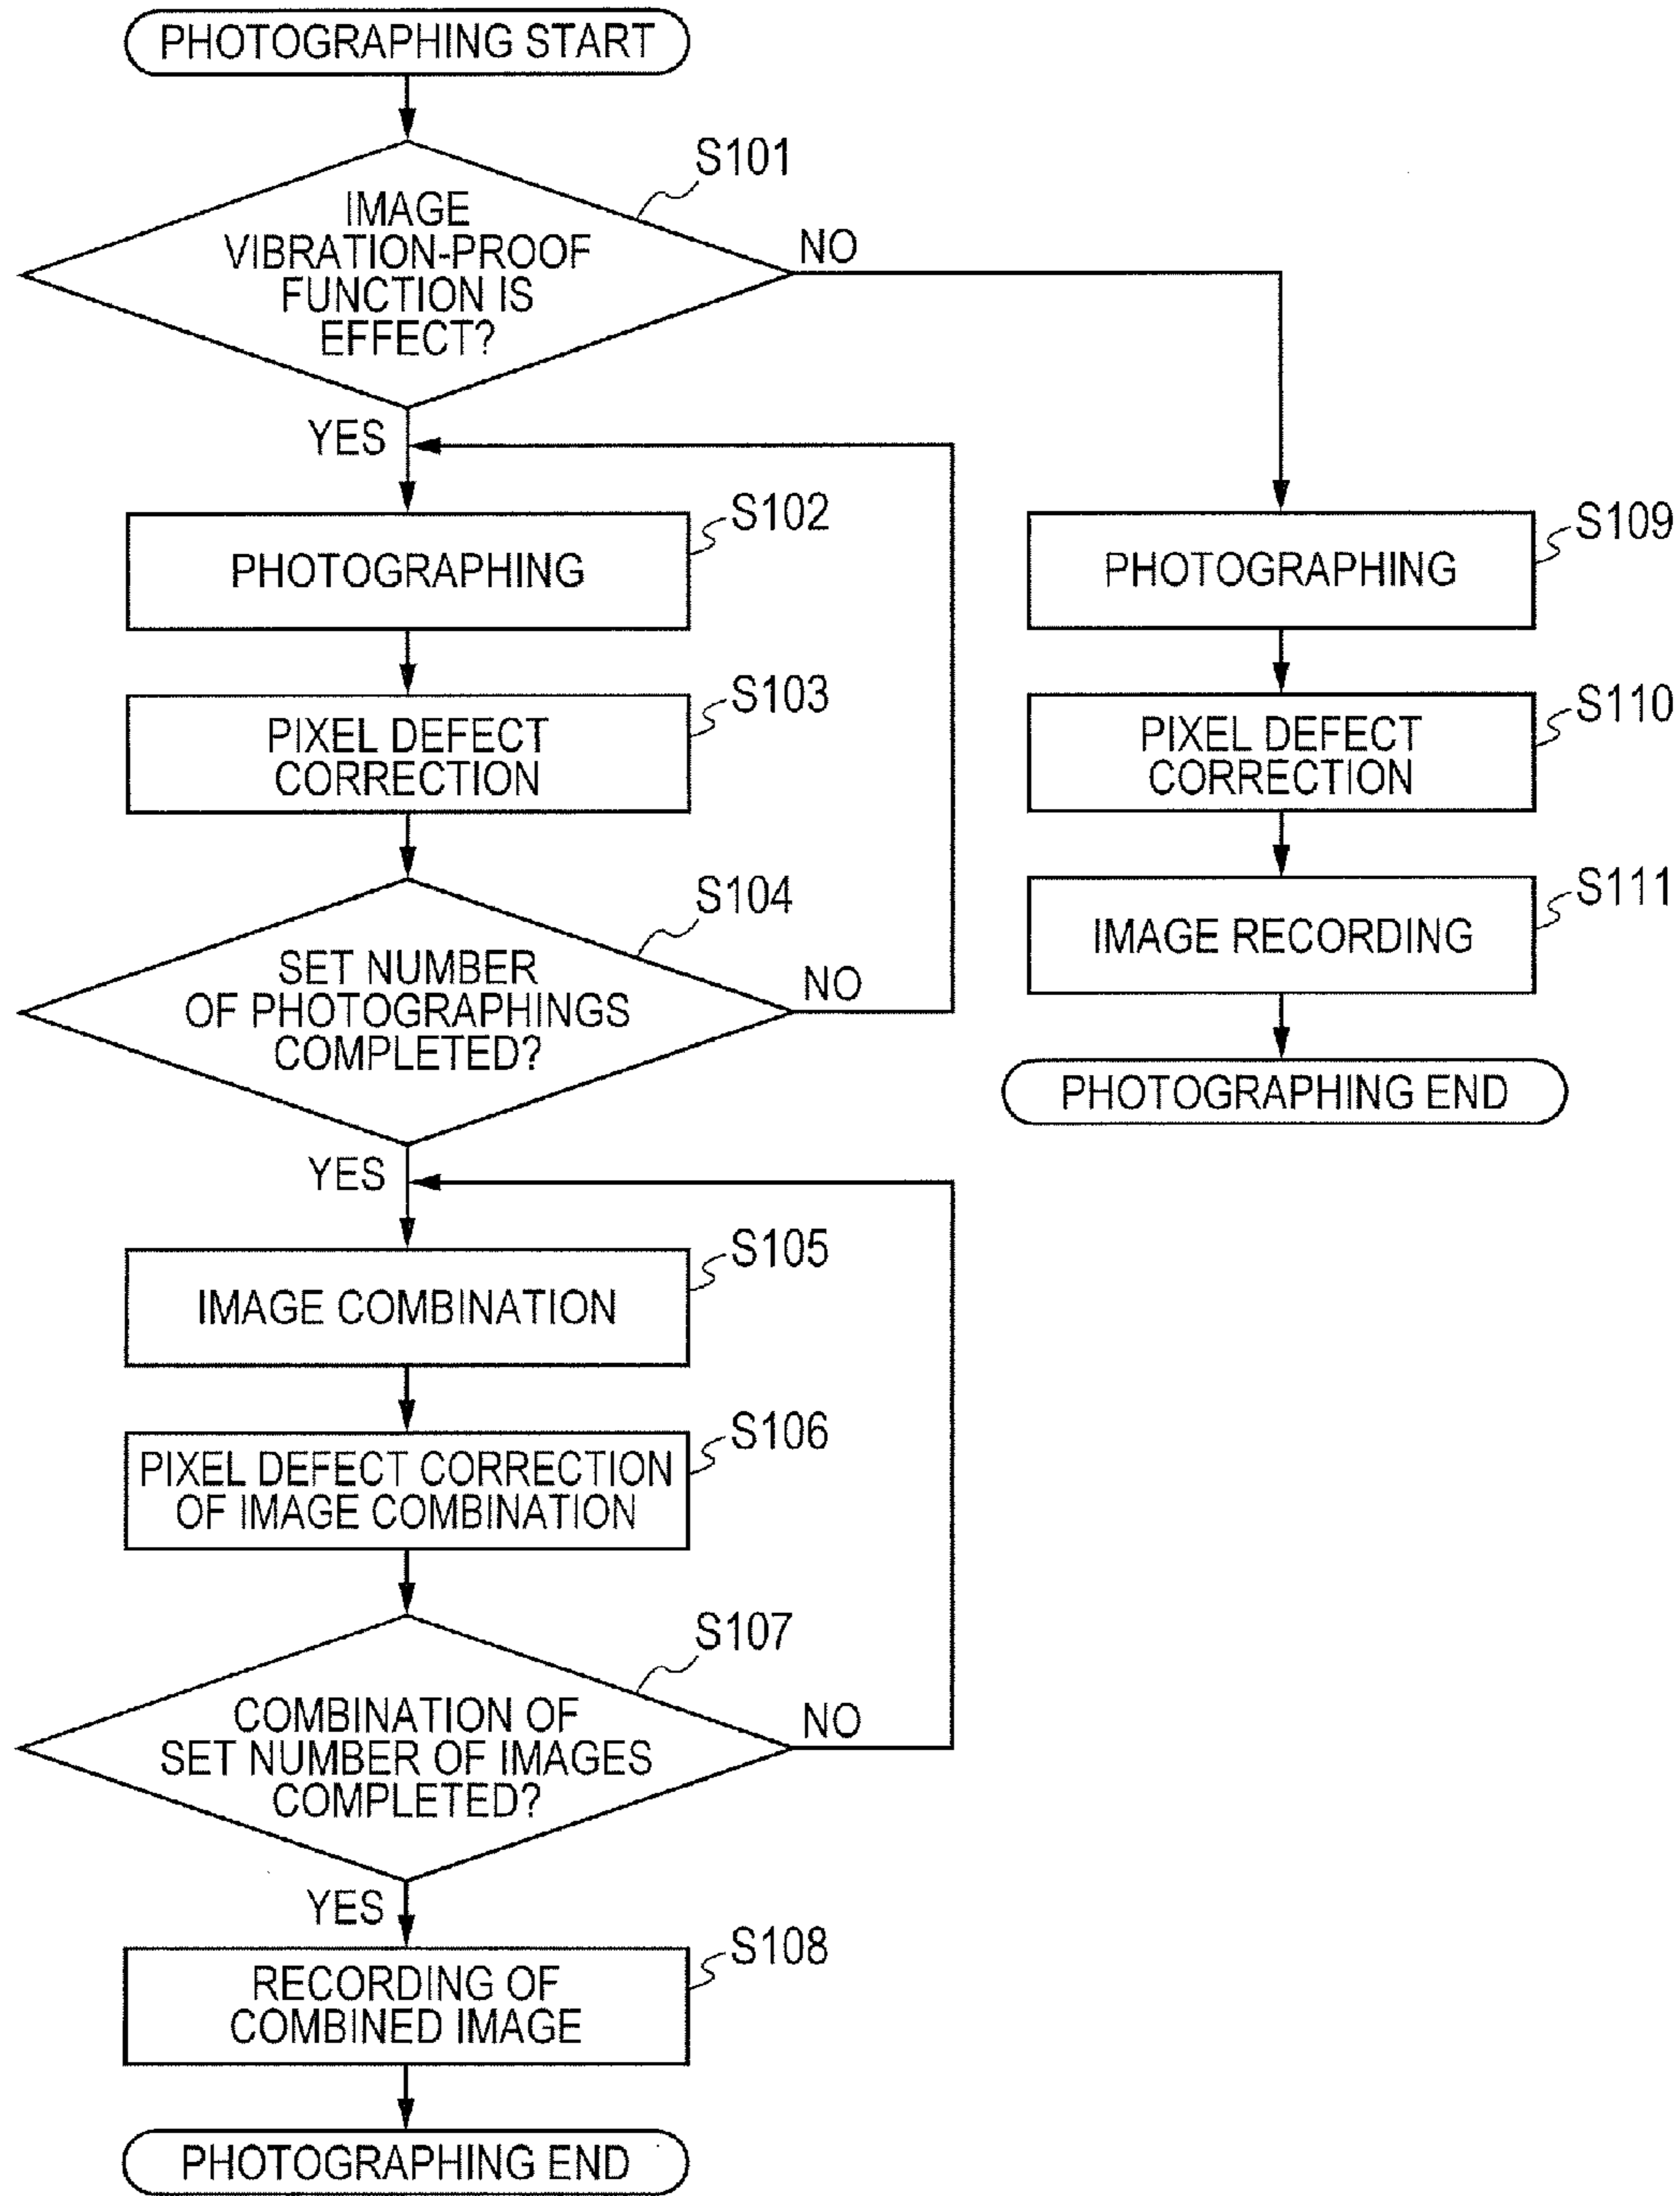 PHOTOGRAPHING START
S101
IMAGE
VIBRATION-PROOF
FUNCTION IS
EFFECT?
NO
YES
S102
PHOTOGRAPHING
S103
PIXEL DEFECT
CORRECTION
S104
SET NUMBER
OF PHOTOGRAPHINGS
COMPLETED?
NO
YES
S105
IMAGE COMBINATION
S106
PIXEL DEFECT CORRECTION
OF IMAGE COMBINATION
S107
COMBINATION OF
SET NUMBER OF IMAGES
COMPLETED?
NO
YES
S108
RECORDING OF
COMBINED IMAGE
PHOTOGRAPHING END
S109
PHOTOGRAPHING
S110
PIXEL DEFECT
CORRECTION
S111
IMAGE RECORDING
PHOTOGRAPHING END